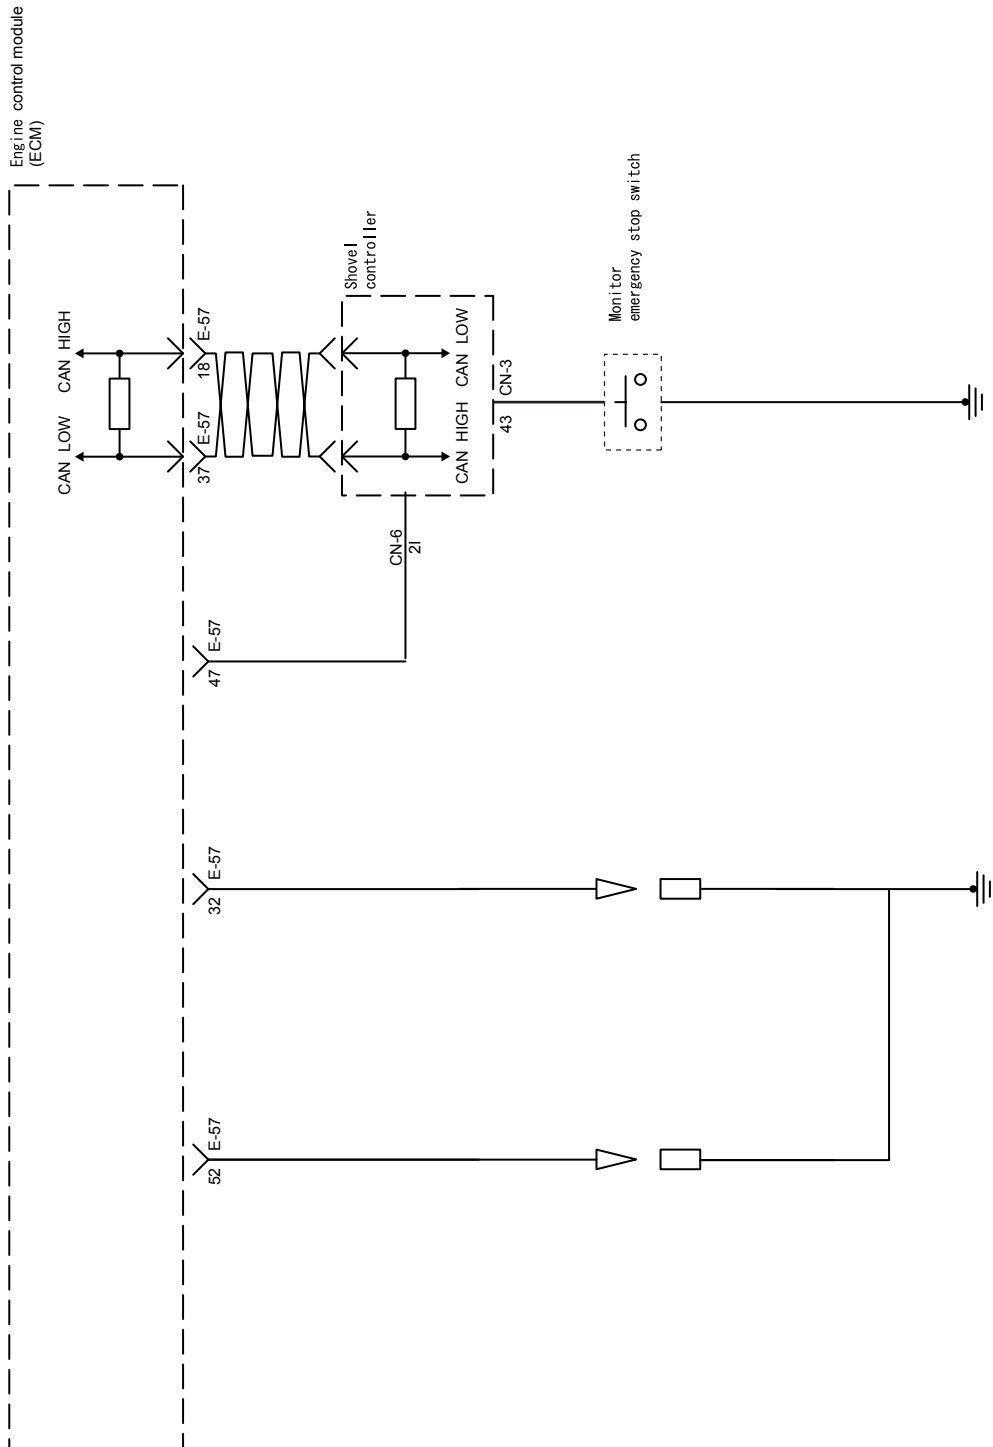 Engine control module
(ECM)
CAN HIGH
CAN LOW
E-57
18
E-57
37
Shovel
controller
CAN LOW
CAN HIGH
CN-3
43
Monitor
emergency stop switch
CN-6
21
E-57
47
E-57
32
E-57
52